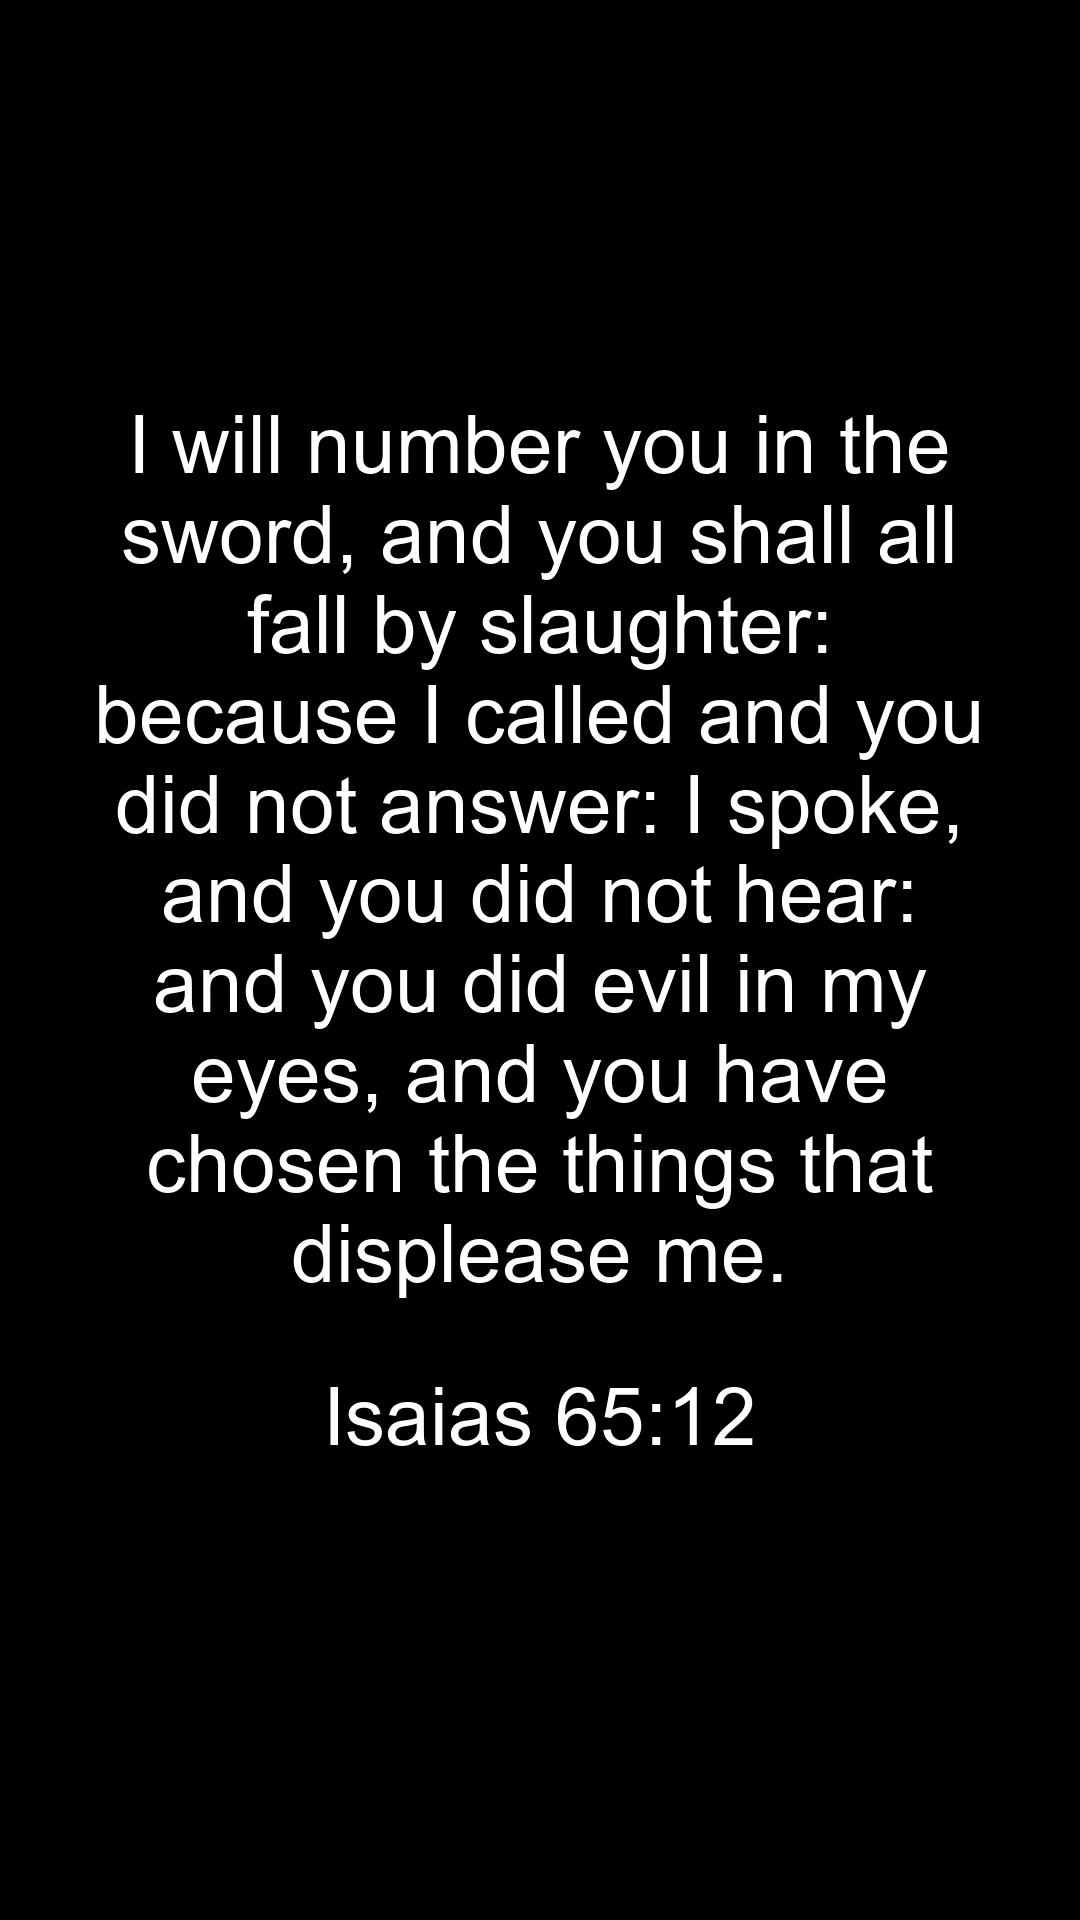 I will number you in the
sword, and you shall all
fall by slaughter:
because I called and you
did not answer: I spoke,
and you did not hear:
and you did evil in my
eyes, and you have
chosen the things that
displease me.
Isaias 65:12